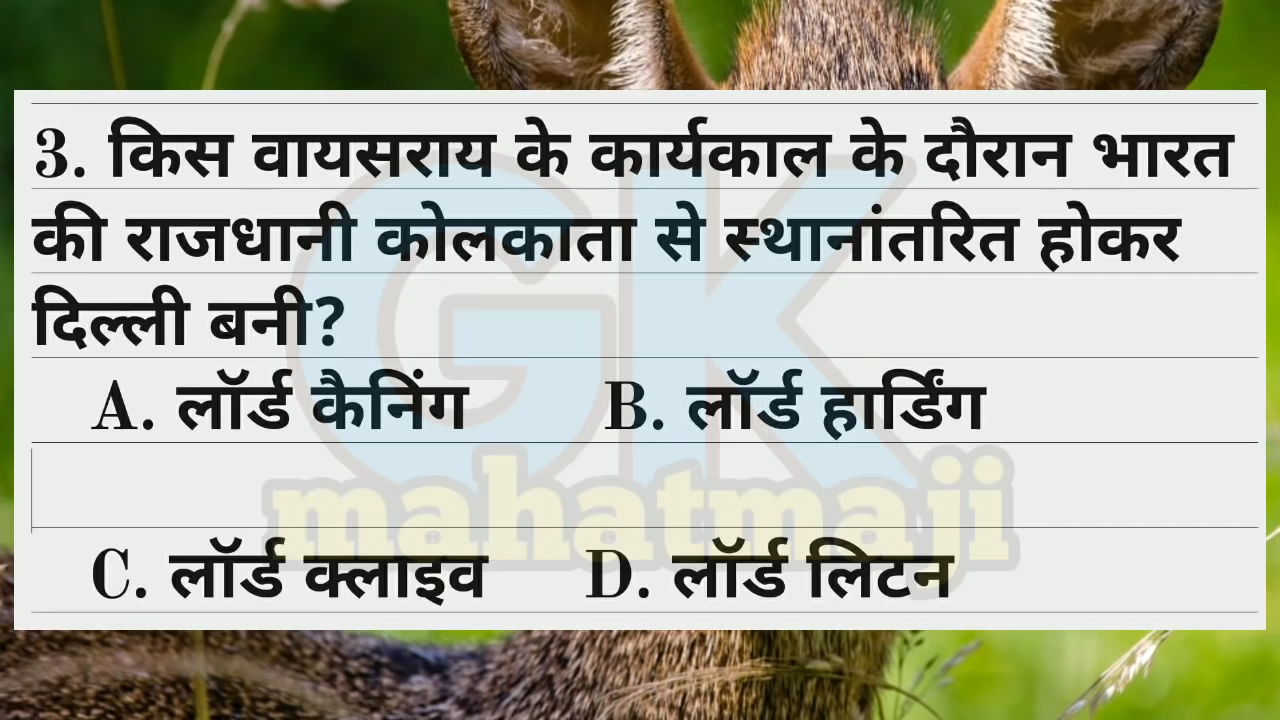 3. किस वायसराय के कार्यकाल के दौरान भारत
की राजधानी कोलकाता से स्थानांतरित होकर
दिल्ली बनी?
A. लॉर्ड कैनिंग B. लॉर्ड हार्डिंग
C. लॉर्ड क्लाइव D. लॉर्ड लिटन
GK
mahatmaji